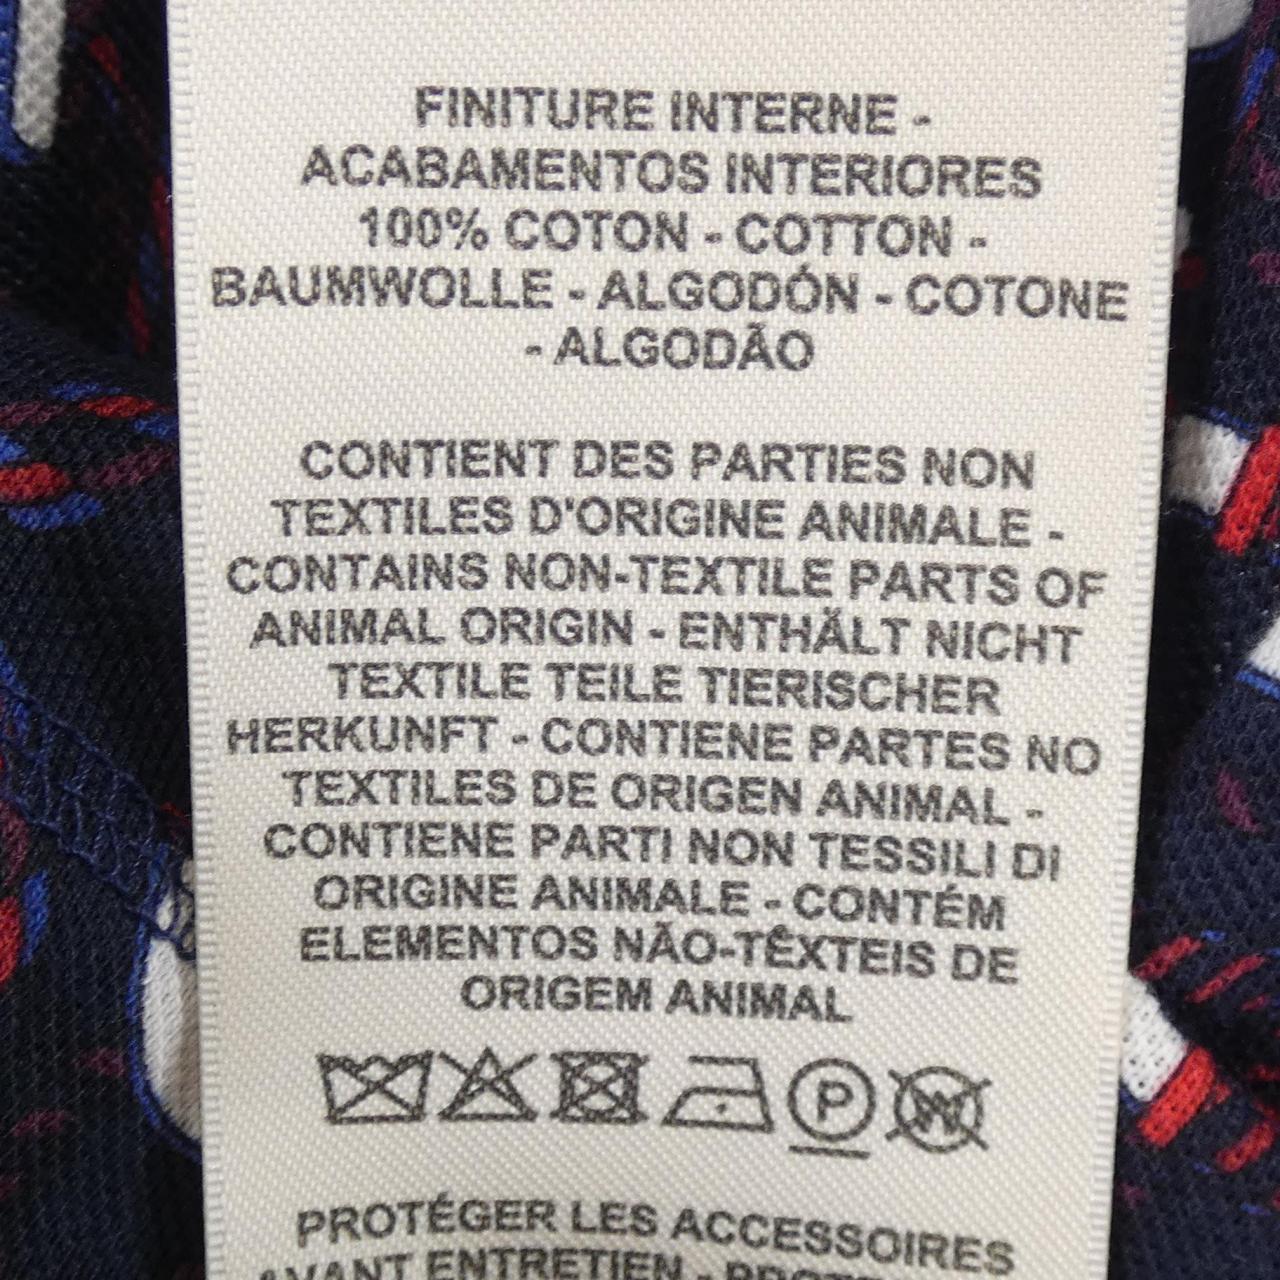 FINITURE INTERNE -
ACABAMENTOS INTERIORES
100% COTON - COTTON -
BAUMWOLLE - ALGODÓN - COTONE
- ALGODÃO
CONTIENT DES PARTIES NON
TEXTILES D'ORIGINE ANIMALE -
CONTAINS NON-TEXTILE PARTS OF
ANIMAL ORIGIN - ENTHÄLT NICHT
TEXTILE TEILE TIERISCHER
HERKUNFT - CONTIENE PARTES NO
TEXTILES DE ORIGEN ANIMAL -
CONTIENE PARTI NON TESSILI DI
ORIGINE ANIMALE - CONTÉM
ELEMENTOS NÃO-TÊXTEIS DE
ORIGEM ANIMAL
P W
PROTÉGER LES ACCESSOIRES
AVANT ENTRETIEN -